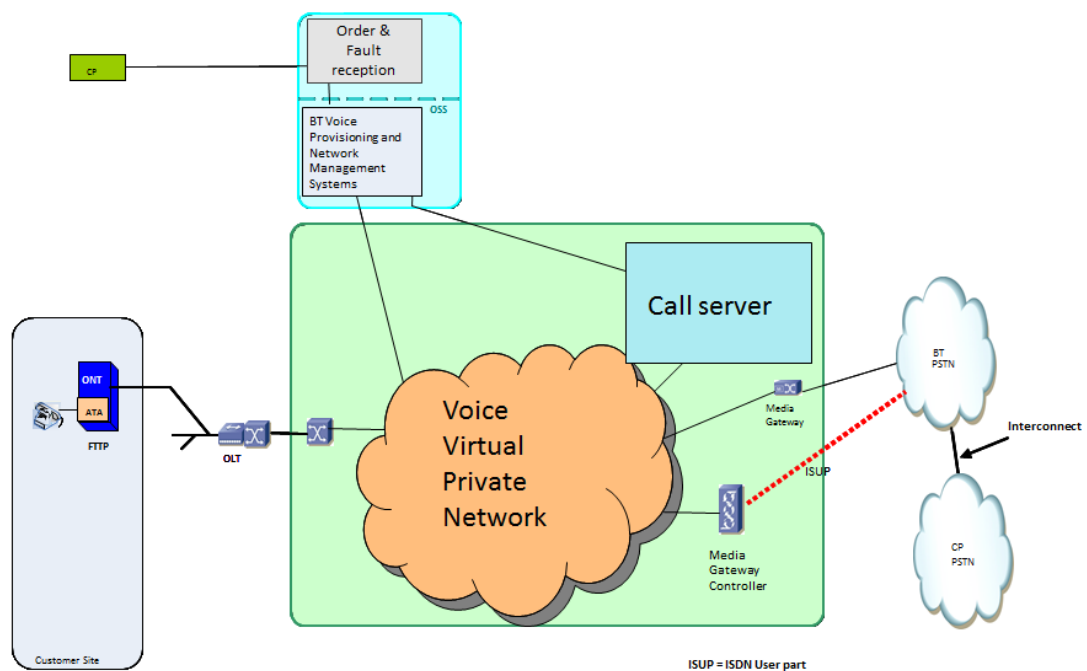 Order &
Fault
reception
CP
OSS
BT Voice
Provisioning and
Network
Management
Systems
Call server
ONT
ATA
FTTP
OLT
Voice
Virtual
Private
Network
Media
Gateway
BT
PSTN
Interconnect
ISUP
Media
Gateway
Controller
CP
PSTN
Customer Site
ISUP = ISDN User part